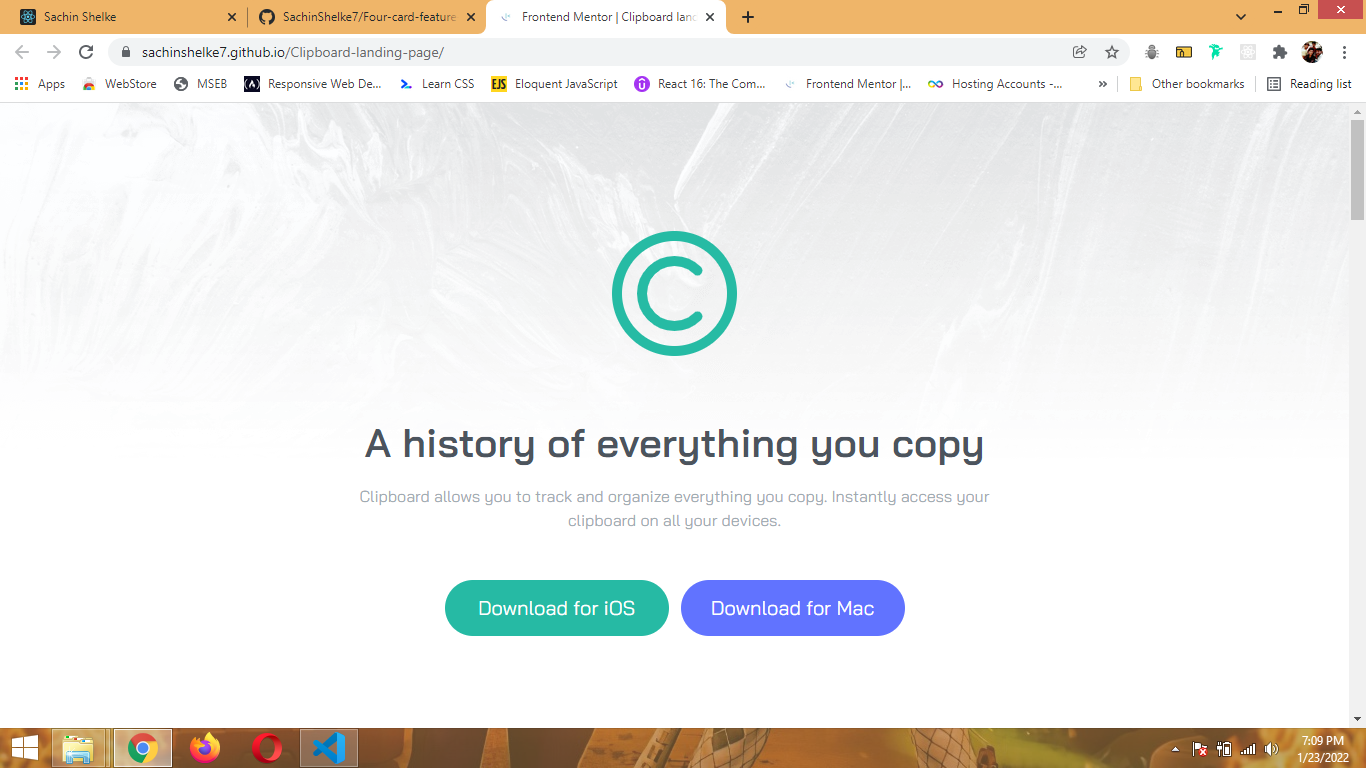 Sachin Shelke
SachinShelke7/Four-card-feature
Frontend Mentor | Clipboard lanc
sachinshelke7.github.io/Clipboard-landing-page/
Apps
WebStore
MSEB
Responsive Web De...
Learn CSS
EJS
Eloquent JavaScript
React 16: The Com...
Frontend Mentor |...
Hosting Accounts -...
»
Other bookmarks
Reading list
A history of everything you copy
Clipboard allows you to track and organize everything you copy. Instantly access your
clipboard on all your devices.
Download for iOS
Download for Mac
7:09 PM
1/23/2022